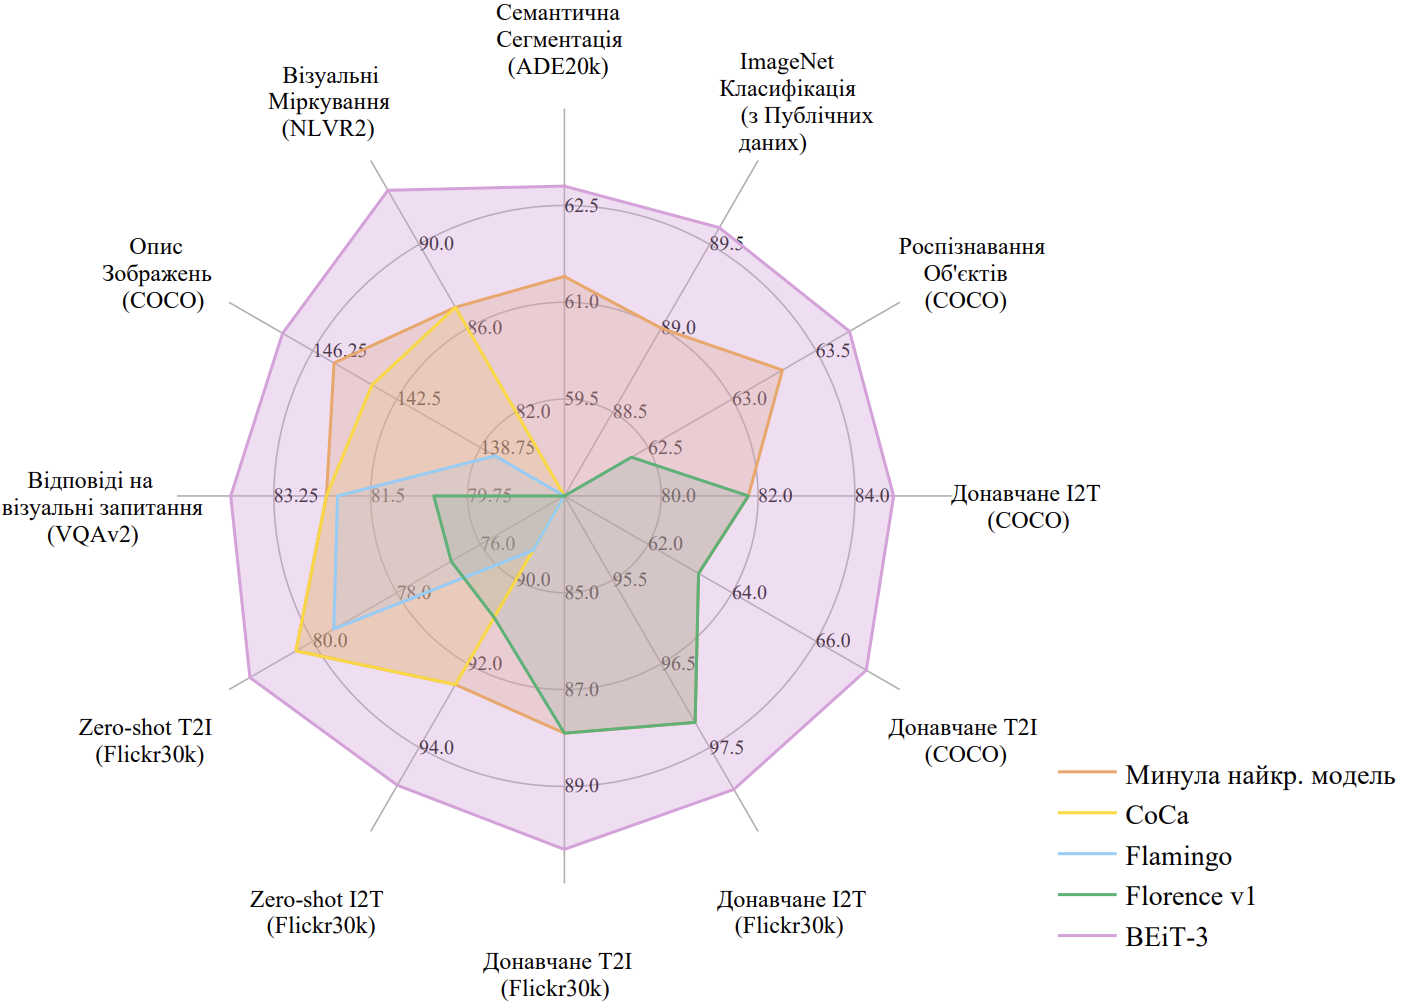 Семантична
Сегментація
(ADE20k)
ImageNet
Класифікація
(з Публічних
даних)
Візуальні
Міркування
(NLVR2)
Роспізнавання
Об'єктів
(COCO)
Опис
Зображень
(COCO)
62.5
90.0
89.5
61.0
86.0
89.0
146.25
63.5
59.5
142.5
63.0
82.0
88.5
138.75
62.5
Відповіді на
візуальні запитання
(VQAv2)
83.25
81.5
79.75
80.0
82.0
84.0
Донавчане I2T
(COCO)
76.0
62.0
90.0
85.0
95.5
78.0
64.0
80.0
66.0
92.0
96.5
87.0
94.0
97.5
89.0
Zero-shot T2I
(Flickr30k)
Донавчане T2I
(COCO)
Zero-shot I2T
(Flickr30k)
Донавчане I2T
(Flickr30k)
Донавчане T2I
(Flickr30k)
Минула найкр. модель
CoCa
Flamingo
Florence v1
BEiT-3